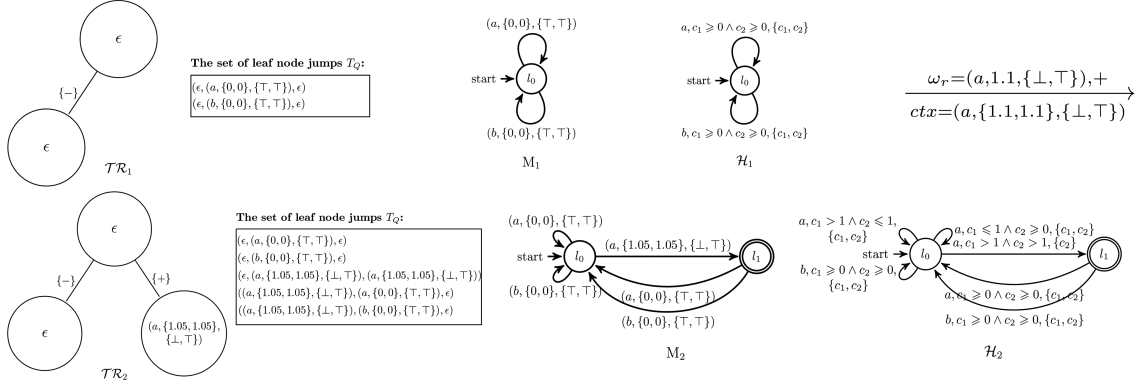 ϵ
{−}
ϵ
𝒯ℛ₁
The set of leaf node jumps T_Q:
(ϵ, (a, {0, 0}, {⊤, ⊤}), ϵ)
(ϵ, (b, {0, 0}, {⊤, ⊤}), ϵ)
(a, {0, 0}, {⊤, ⊤})
start
l₀
(b, {0, 0}, {⊤, ⊤})
M₁
a, c₁ ⩾ 0 ∧ c₂ ⩾ 0, {c₁, c₂}
start
l₀
b, c₁ ⩾ 0 ∧ c₂ ⩾ 0, {c₁, c₂}
ℋ₁
ω_r=(a,1.1,{⊥,⊤}),+
ctx=(a,{1.1,1.1},{⊥,⊤})
ϵ
{−}
{+}
ϵ
(a, {1.05, 1.05},
{⊥, ⊤})
𝒯ℛ₂
The set of leaf node jumps T_Q:
(ϵ, (a, {0, 0}, {⊤, ⊤}), ϵ)
(ϵ, (b, {0, 0}, {⊤, ⊤}), ϵ)
(ϵ, (a, {1.05, 1.05}, {⊥, ⊤}), (a, {1.05, 1.05}, {⊥, ⊤}))
((a, {1.05, 1.05}, {⊥, ⊤}), (a, {0, 0}, {⊤, ⊤}), ϵ)
((a, {1.05, 1.05}, {⊥, ⊤}), (b, {0, 0}, {⊤, ⊤}), ϵ)
(a, {0, 0}, {⊤, ⊤})
(a, {1.05, 1.05}, {⊥, ⊤})
start
l₀
l₁
(b, {0, 0}, {⊤, ⊤})
(a, {0, 0}, {⊤, ⊤})
(b, {0, 0}, {⊤, ⊤})
M₂
a, c₁ > 1 ∧ c₂ ⩽ 1,
{c₁, c₂}
a, c₁ ⩽ 1 ∧ c₂ ⩾ 0, {c₁, c₂}
a, c₁ > 1 ∧ c₂ > 1, {c₂}
start
l₀
l₁
b, c₁ ⩾ 0 ∧ c₂ ⩾ 0,
{c₁, c₂}
a, c₁ ⩾ 0 ∧ c₂ ⩾ 0, {c₁, c₂}
b, c₁ ⩾ 0 ∧ c₂ ⩾ 0, {c₁, c₂}
ℋ₂